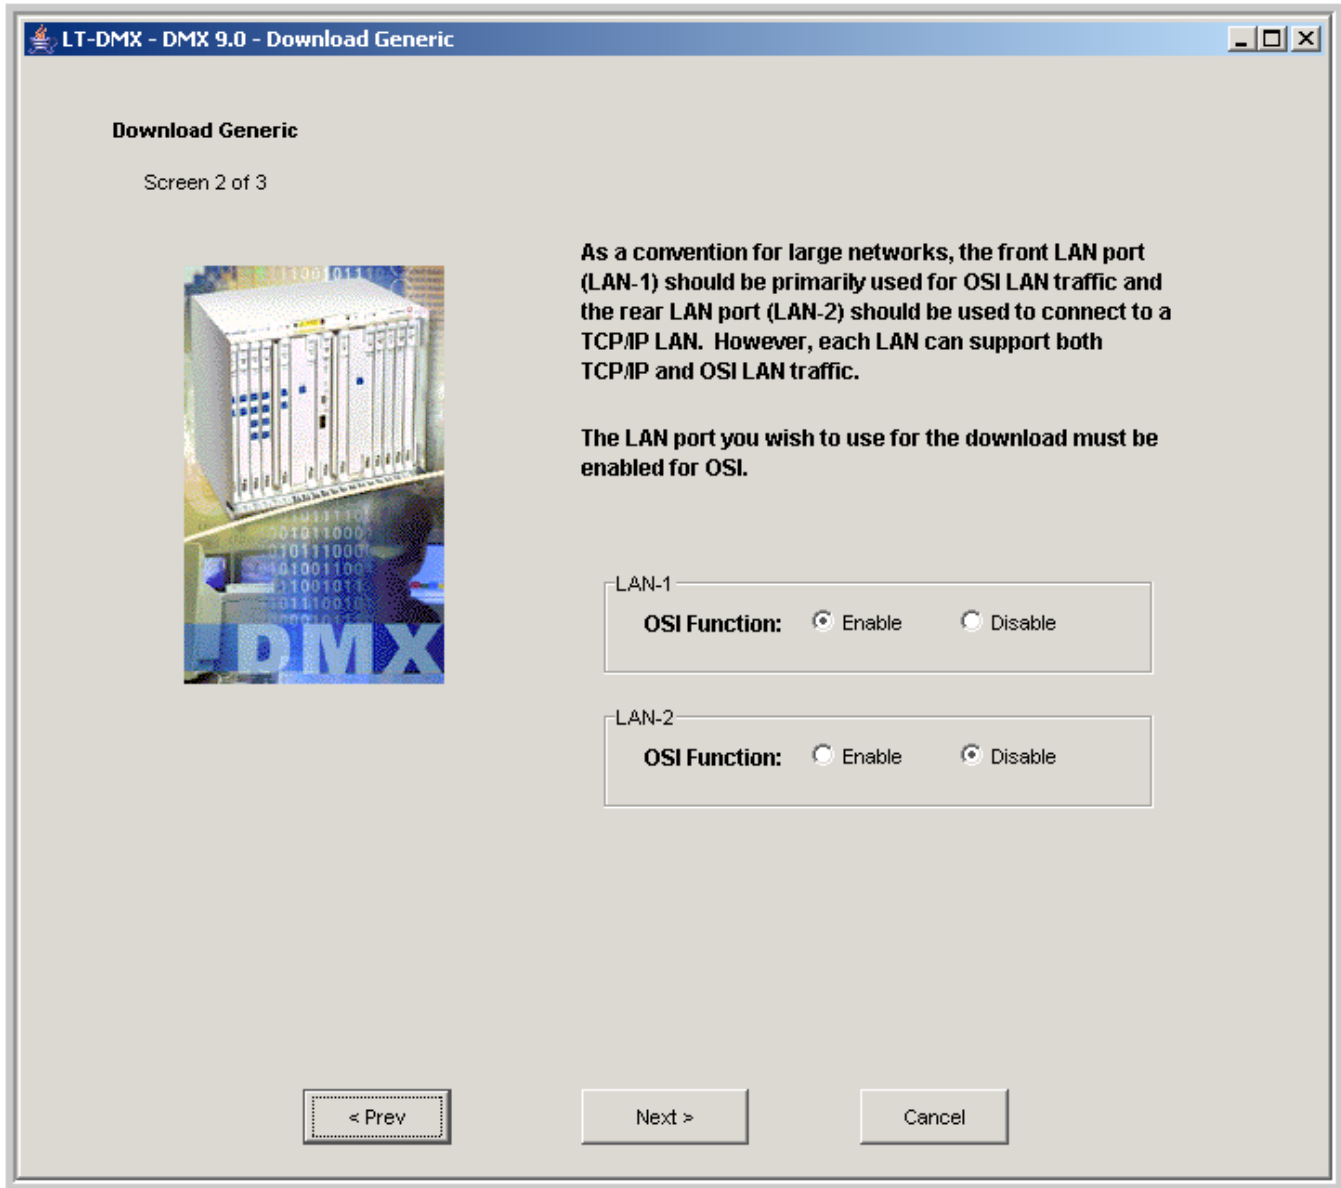 LT-DMX - DMX 9.0 - Download Generic
Download Generic
Screen 2 of 3
As a convention for large networks, the front LAN port
(LAN-1) should be primarily used for OSI LAN traffic and
the rear LAN port (LAN-2) should be used to connect to a
TCP/IP LAN. However, each LAN can support both
TCP/IP and OSI LAN traffic.
The LAN port you wish to use for the download must be
enabled for OSI.
DMX
LAN-1
OSI Function: Enable Disable
LAN-2
OSI Function: Enable Disable
< Prev Next > Cancel